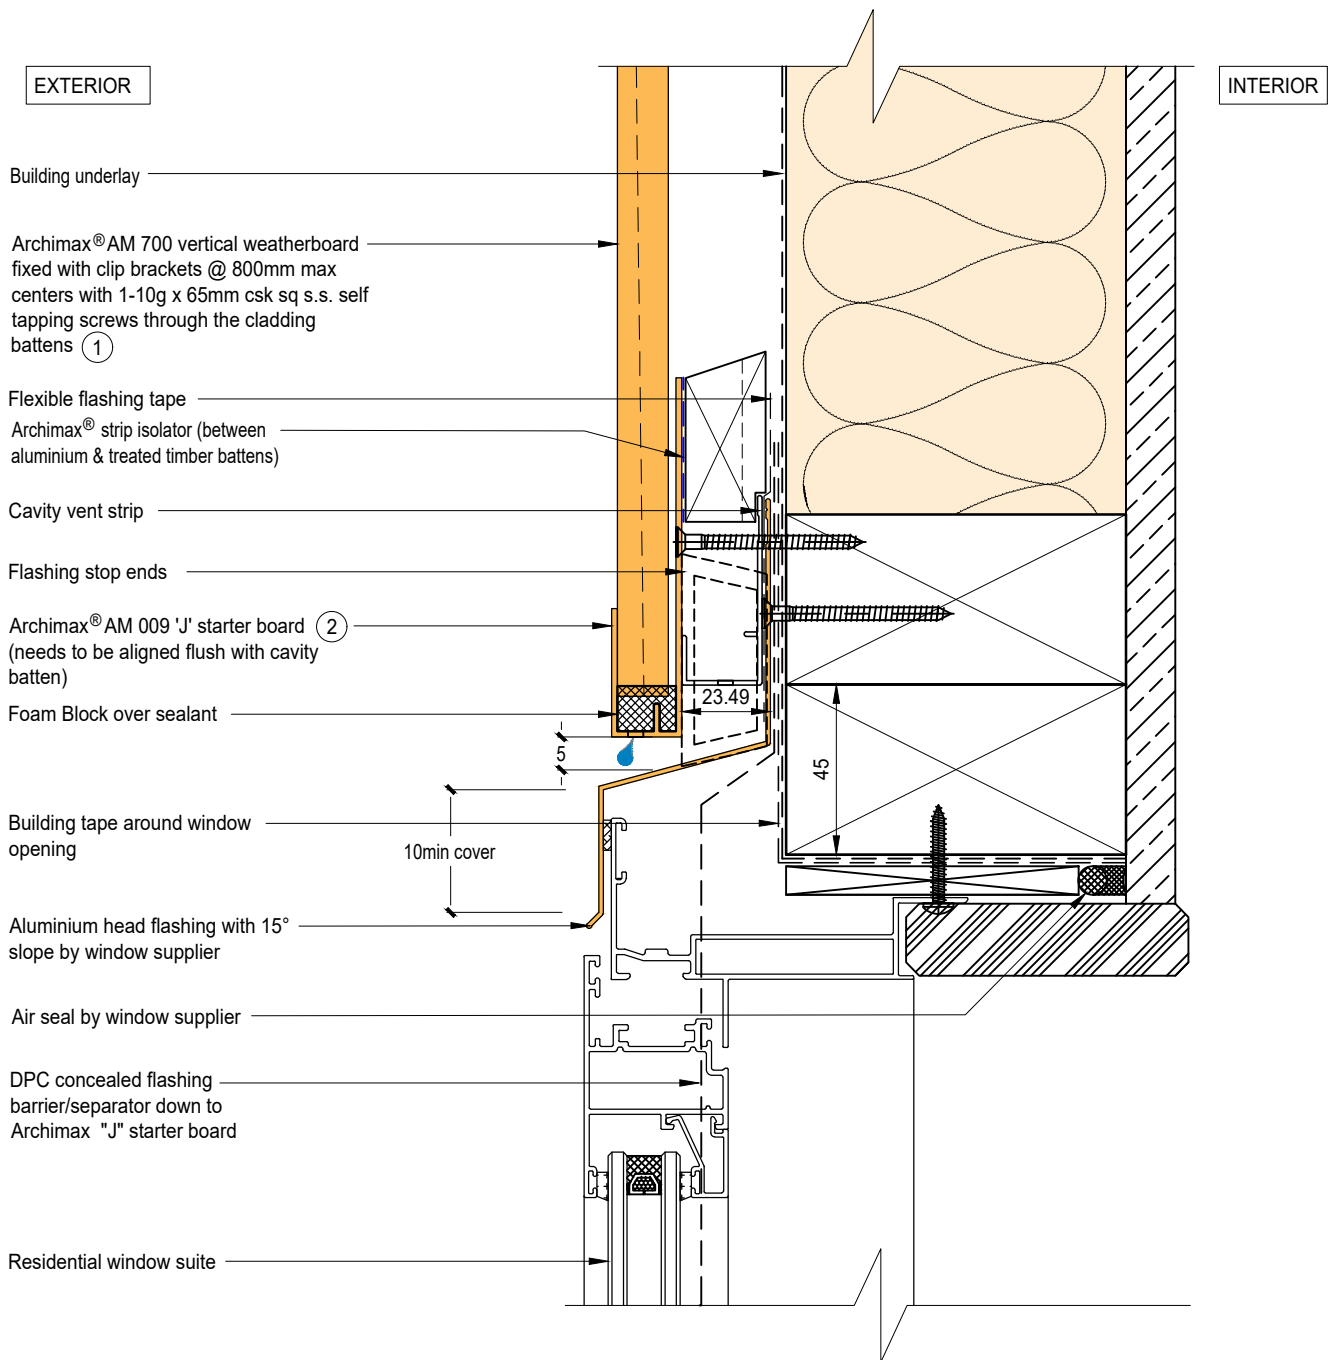 EXTERIOR
INTERIOR
Building underlay
Archimax® AM 700 vertical weatherboard
fixed with clip brackets @ 800mm max
centers with 1-10g x 65mm csk sq s.s. self
tapping screws through the cladding
battens 1
Flexible flashing tape
Archimax® strip isolator (between
aluminium & treated timber battens)
Cavity vent strip
Flashing stop ends
Archimax® AM 009 'J' starter board 2
(needs to be aligned flush with cavity
batten)
Foam Block over sealant
23.49
5
45
Building tape around window
opening
10min cover
Aluminium head flashing with 15°
slope by window supplier
Air seal by window supplier
DPC concealed flashing
barrier/separator down to
Archimax "J" starter board
Residential window suite